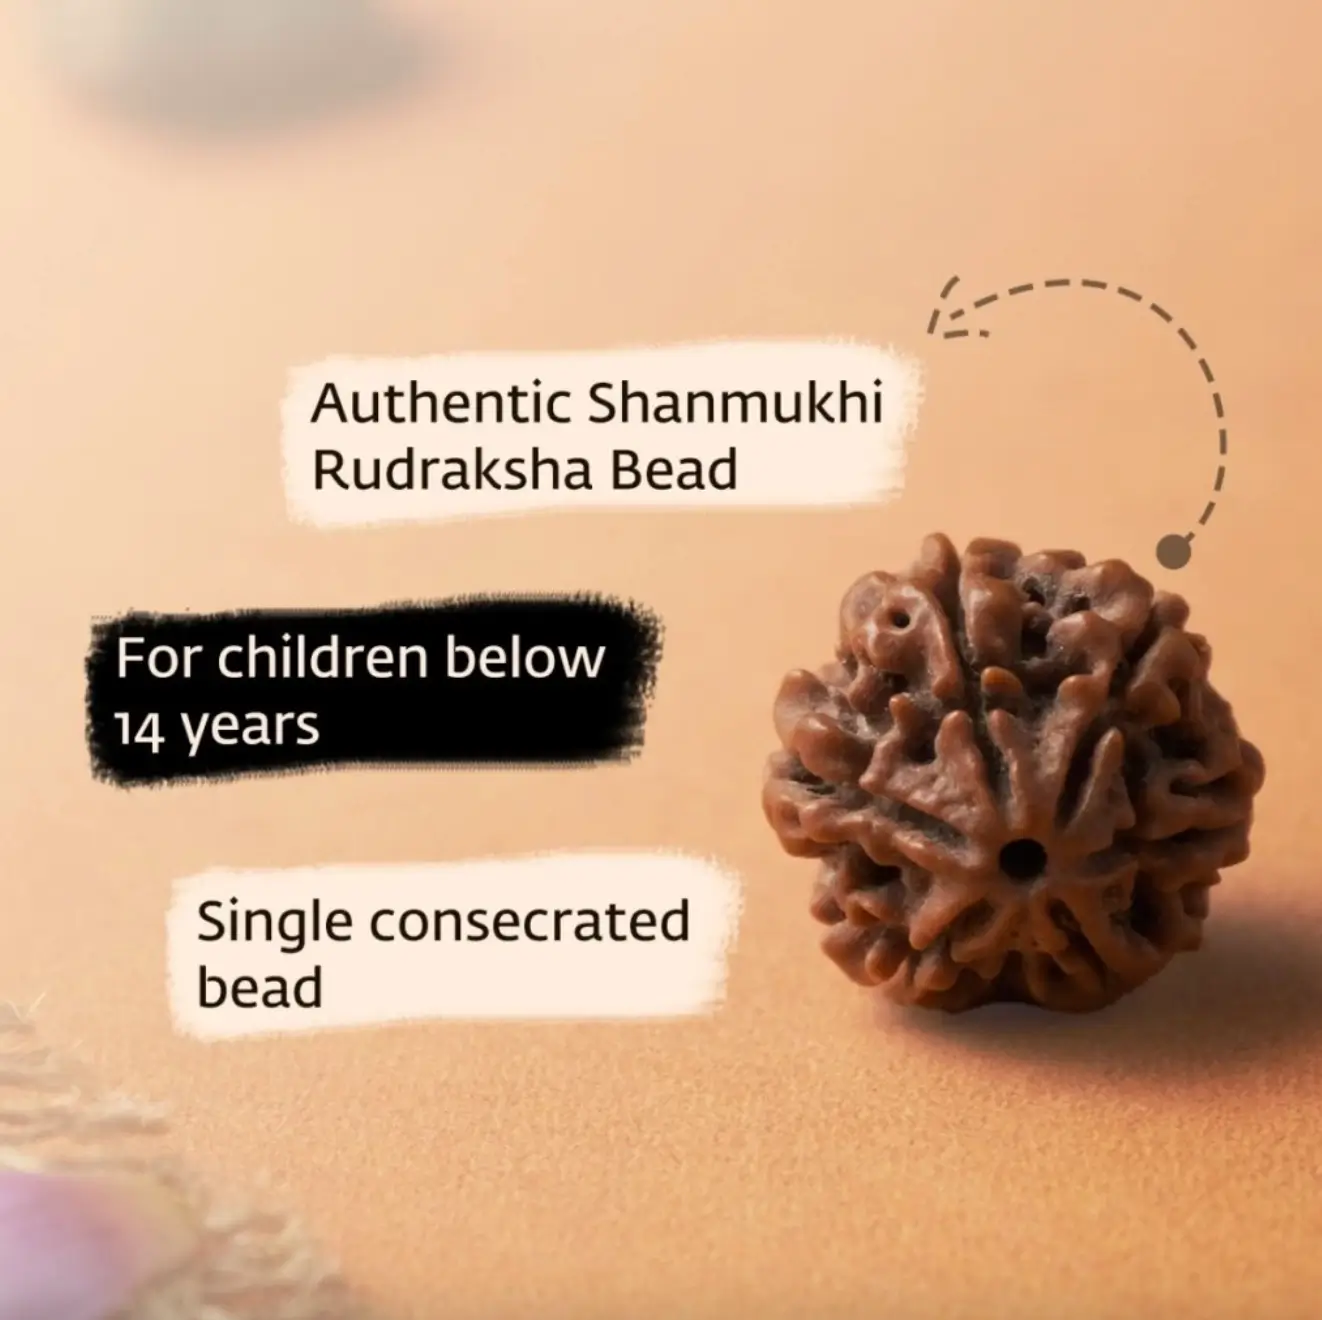 Authentic Shanmukhi
Rudraksha Bead
For children below
14 years
Single consecrated
bead